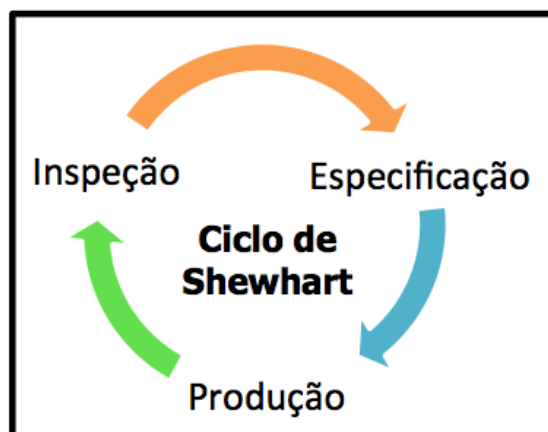 Inspeção
Especificação
Ciclo de
Shewhart
Produção